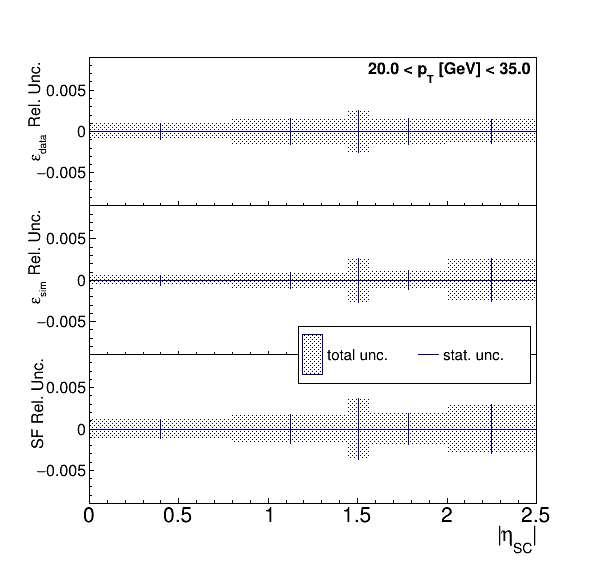 20.0 < p_T [GeV] < 35.0
ε_data Rel. Unc.
0.005
0
−0.005
ε_sim Rel. Unc.
0.005
0
−0.005
total unc.
stat. unc.
SF Rel. Unc.
0.005
0
−0.005
0 0.5 1 1.5 2 2.5
|η_SC|